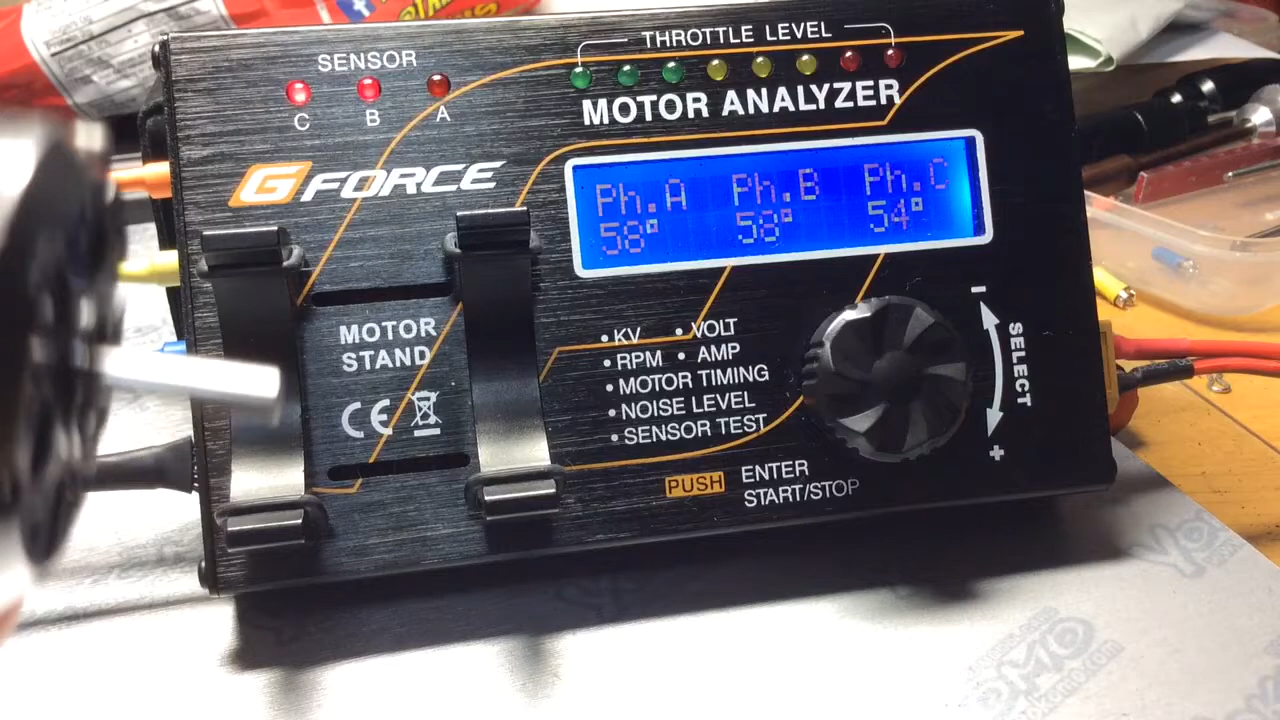 SENSOR
C B A
THROTTLE LEVEL
MOTOR ANALYZER
G FORCE
Ph.A Ph.B Ph.C
58° 58° 54°
MOTOR
STAND
CE
• KV • VOLT
• RPM • AMP
• MOTOR TIMING
• NOISE LEVEL
• SENSOR TEST
PUSH ENTER
START/STOP
-
SELECT
+